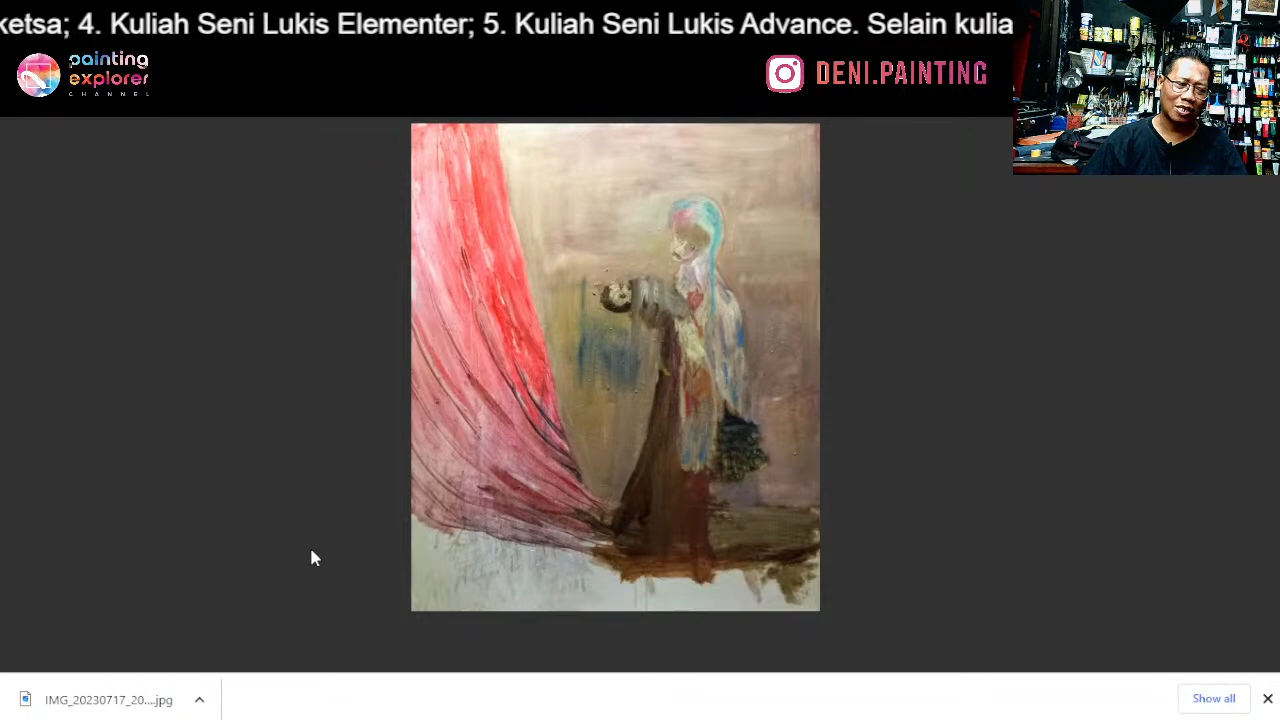 ketsa; 4. Kuliah Seni Lukis Elementer; 5. Kuliah Seni Lukis Advance. Selain kulia
painting
explorer
CHANNEL
DENI.PAINTING
IMG_20230717_20....jpg
Show all